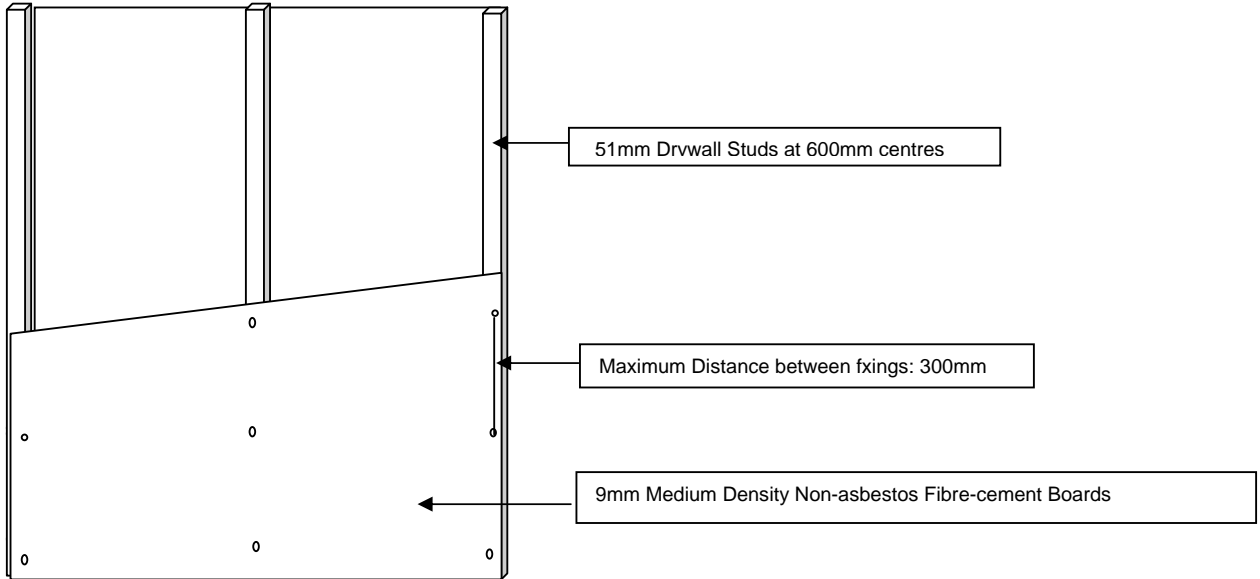 51mm Drvwall Studs at 600mm centres
Maximum Distance between fxings: 300mm
9mm Medium Density Non-asbestos Fibre-cement Boards